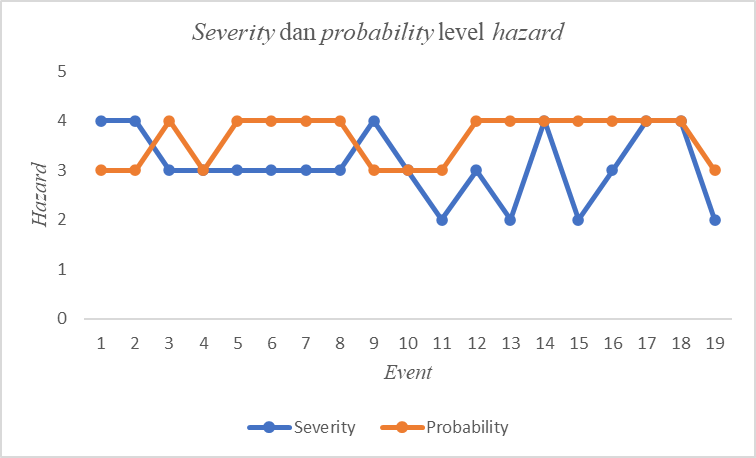 Severity dan probability level hazard
5
4
3
2
1
0
Hazard
1 2 3 4 5 6 7 8 9 10 11 12 13 14 15 16 17 18 19
Event
Severity Probability